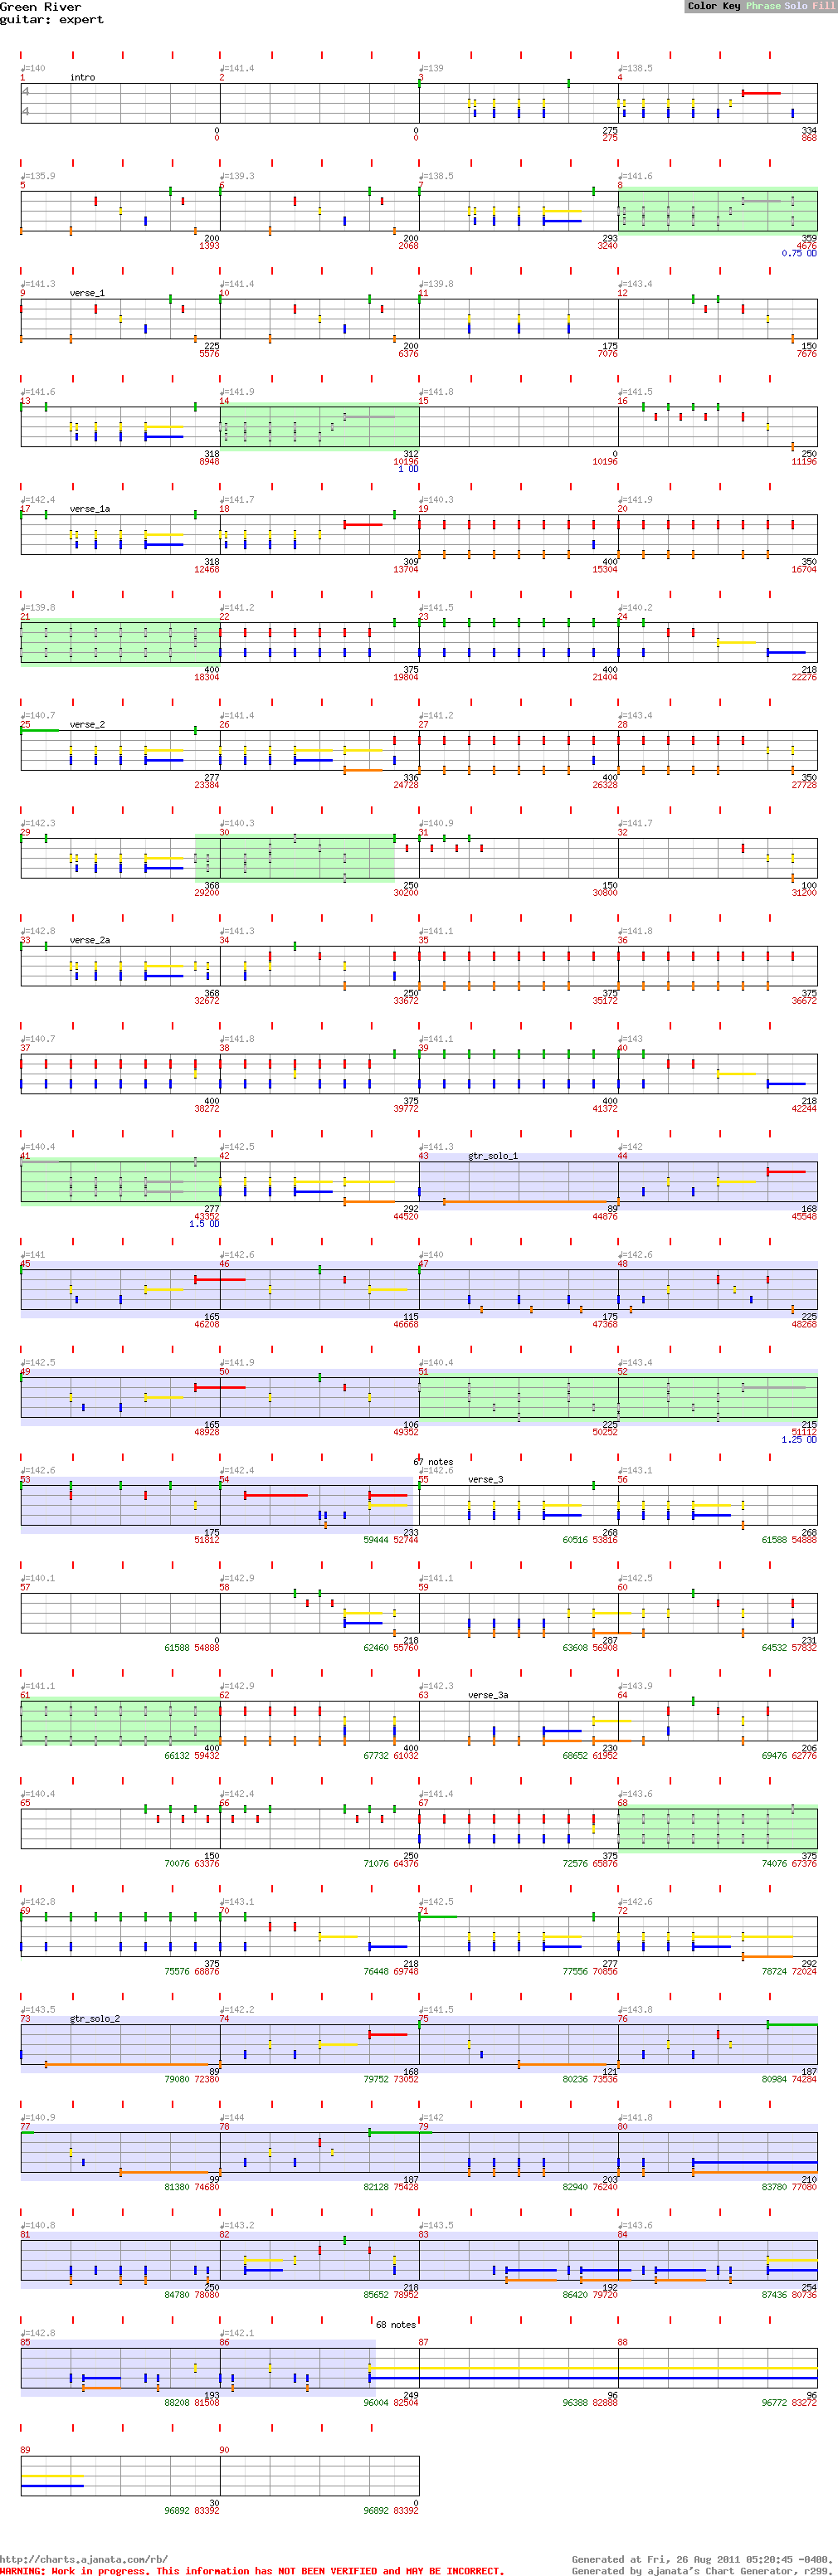 Green River Color Key Phrase Solo Fill
guitar: expert
♩=140 ♩=141.4 ♩=139 ♩=138.5
1 intro 2 3 4
4
4
0 0 275 334
0 0 275 868
♩=135.9 ♩=139.3 ♩=138.5 ♩=141.6
5 6 7 8
200 200 293 359
1393 2068 3240 4676
0.75 OD
♩=141.3 ♩=141.4 ♩=139.8 ♩=143.4
9 verse_1 10 11 12
225 200 175 150
5576 6376 7076 7676
♩=141.6 ♩=141.9 ♩=141.8 ♩=141.5
13 14 15 16
318 312 0 250
8948 10196 10196 11196
1 OD
♩=142.4 ♩=141.7 ♩=140.3 ♩=141.9
17 verse_1a 18 19 20
318 309 400 350
12468 13704 15304 16704
♩=139.8 ♩=141.2 ♩=141.5 ♩=140.2
21 22 23 24
400 375 400 218
18304 19804 21404 22276
♩=140.7 ♩=141.4 ♩=141.2 ♩=143.4
25 verse_2 26 27 28
277 336 400 350
23384 24728 26328 27728
♩=142.3 ♩=140.3 ♩=140.9 ♩=141.7
29 30 31 32
368 250 150 100
29200 30200 30800 31200
♩=142.8 ♩=141.3 ♩=141.1 ♩=141.8
33 verse_2a 34 35 36
368 250 375 375
32672 33672 35172 36672
♩=140.7 ♩=141.8 ♩=141.1 ♩=143
37 38 39 40
400 375 400 218
38272 39772 41372 42244
♩=140.4 ♩=142.5 ♩=141.3 ♩=142
41 42 43 gtr_solo_1 44
277 292 89 168
43352 44520 44876 45548
1.5 OD
♩=141 ♩=142.6 ♩=140 ♩=142.6
45 46 47 48
165 115 175 225
46208 46668 47368 48268
♩=142.5 ♩=141.9 ♩=140.4 ♩=143.4
49 50 51 52
165 106 225 215
48928 49352 50252 51112
1.25 OD
67 notes
♩=142.6 ♩=142.4 ♩=142.6 ♩=143.1
53 54 55 verse_3 56
175 233 268 268
51812 59444 52744 60516 53816 61588 54888
♩=140.1 ♩=142.9 ♩=141.1 ♩=142.5
57 58 59 60
0 218 287 231
61588 54888 62460 55760 63608 56908 64532 57832
♩=141.1 ♩=142.9 ♩=142.3 ♩=143.9
61 62 63 verse_3a 64
400 400 230 206
66132 59432 67732 61032 68652 61952 69476 62776
♩=140.4 ♩=142.4 ♩=141.4 ♩=143.6
65 66 67 68
150 250 375 375
70076 63376 71076 64376 72576 65876 74076 67376
♩=142.8 ♩=143.1 ♩=142.5 ♩=142.6
69 70 71 72
375 218 277 292
75576 68876 76448 69748 77556 70856 78724 72024
♩=143.5 ♩=142.2 ♩=141.5 ♩=143.8
73 gtr_solo_2 74 75 76
89 168 121 187
79080 72380 79752 73052 80236 73536 80984 74284
♩=140.9 ♩=144 ♩=142 ♩=141.8
77 78 79 80
99 187 203 210
81380 74680 82128 75428 82940 76240 83780 77080
♩=140.8 ♩=143.2 ♩=143.5 ♩=143.6
81 82 83 84
250 218 192 254
84780 78080 85652 78952 86420 79720 87436 80736
68 notes
♩=142.8 ♩=142.1
85 86 87 88
193 249 96 96
88208 81508 96004 82504 96388 82888 96772 83272
89 90
30 0
96892 83392 96892 83392
http://charts.ajanata.com/rb/ Generated at Fri, 26 Aug 2011 05:20:45 -0400.
WARNING: Work in progress. This information has NOT BEEN VERIFIED and MAY BE INCORRECT. Generated by ajanata's Chart Generator, r299.